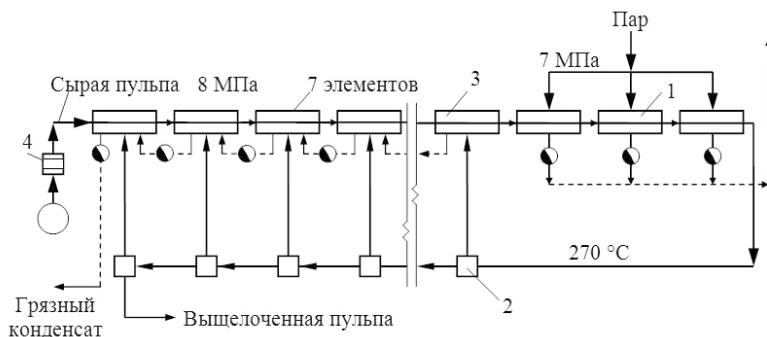 Пар
Сырая пульпа
8 МПа
7 элементов
3
7 МПа
1
4
270 °С
2
Грязный
конденсат
Выщелоченная пульпа